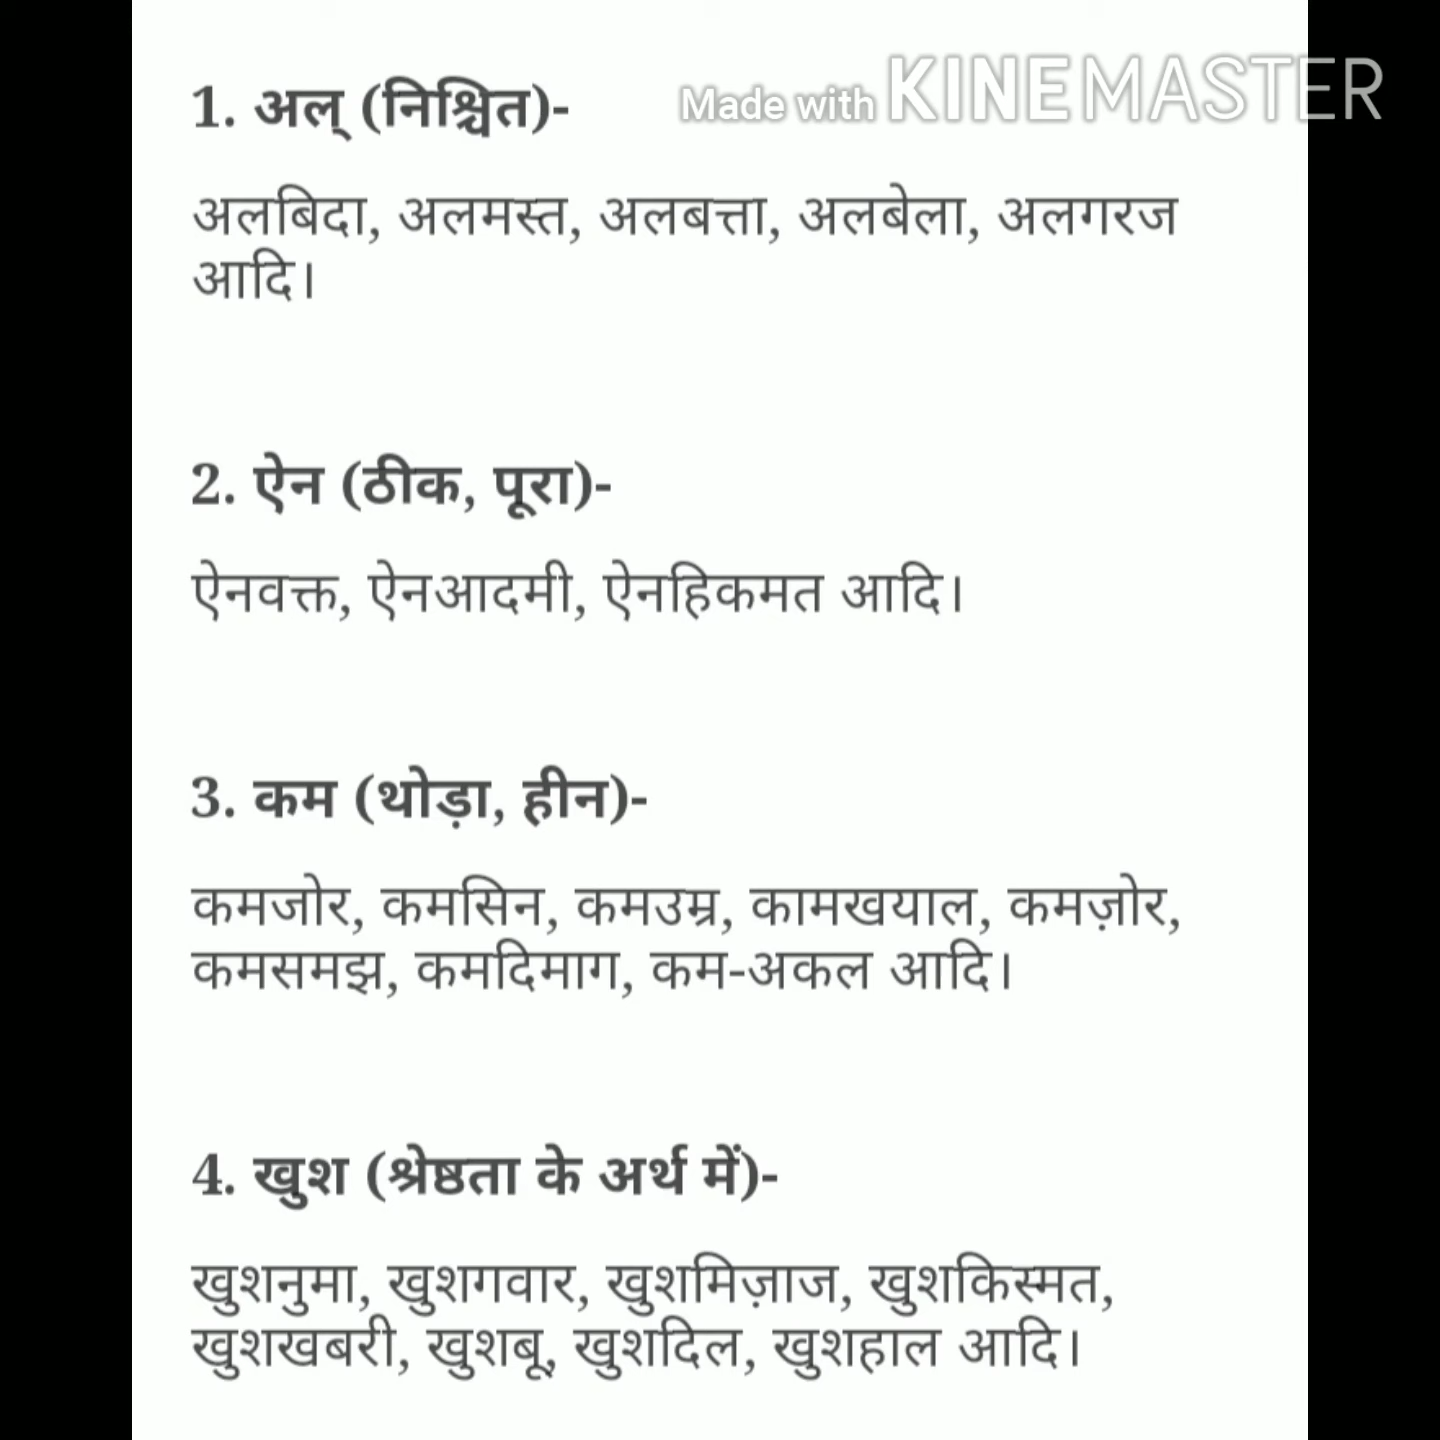 1. अल् (निश्चित)-
Made with KINEMASTER
अलबिदा, अलमस्त, अलबत्ता, अलबेला, अलगरज
आदि।
2. ऐन (ठीक, पूरा)-
ऐनवक्त, ऐनआदमी, ऐनहिकमत आदि।
3. कम (थोड़ा, हीन)-
कमजोर, कमसिन, कमउम्र, कामखयाल, कमज़ोर,
कमसमझ, कमदिमाग, कम-अकल आदि।
4. खुश (श्रेष्ठता के अर्थ में)-
खुशनुमा, खुशगवार, खुशमिज़ाज, खुशकिस्मत,
खुशखबरी, खुशबू, खुशदिल, खुशहाल आदि।